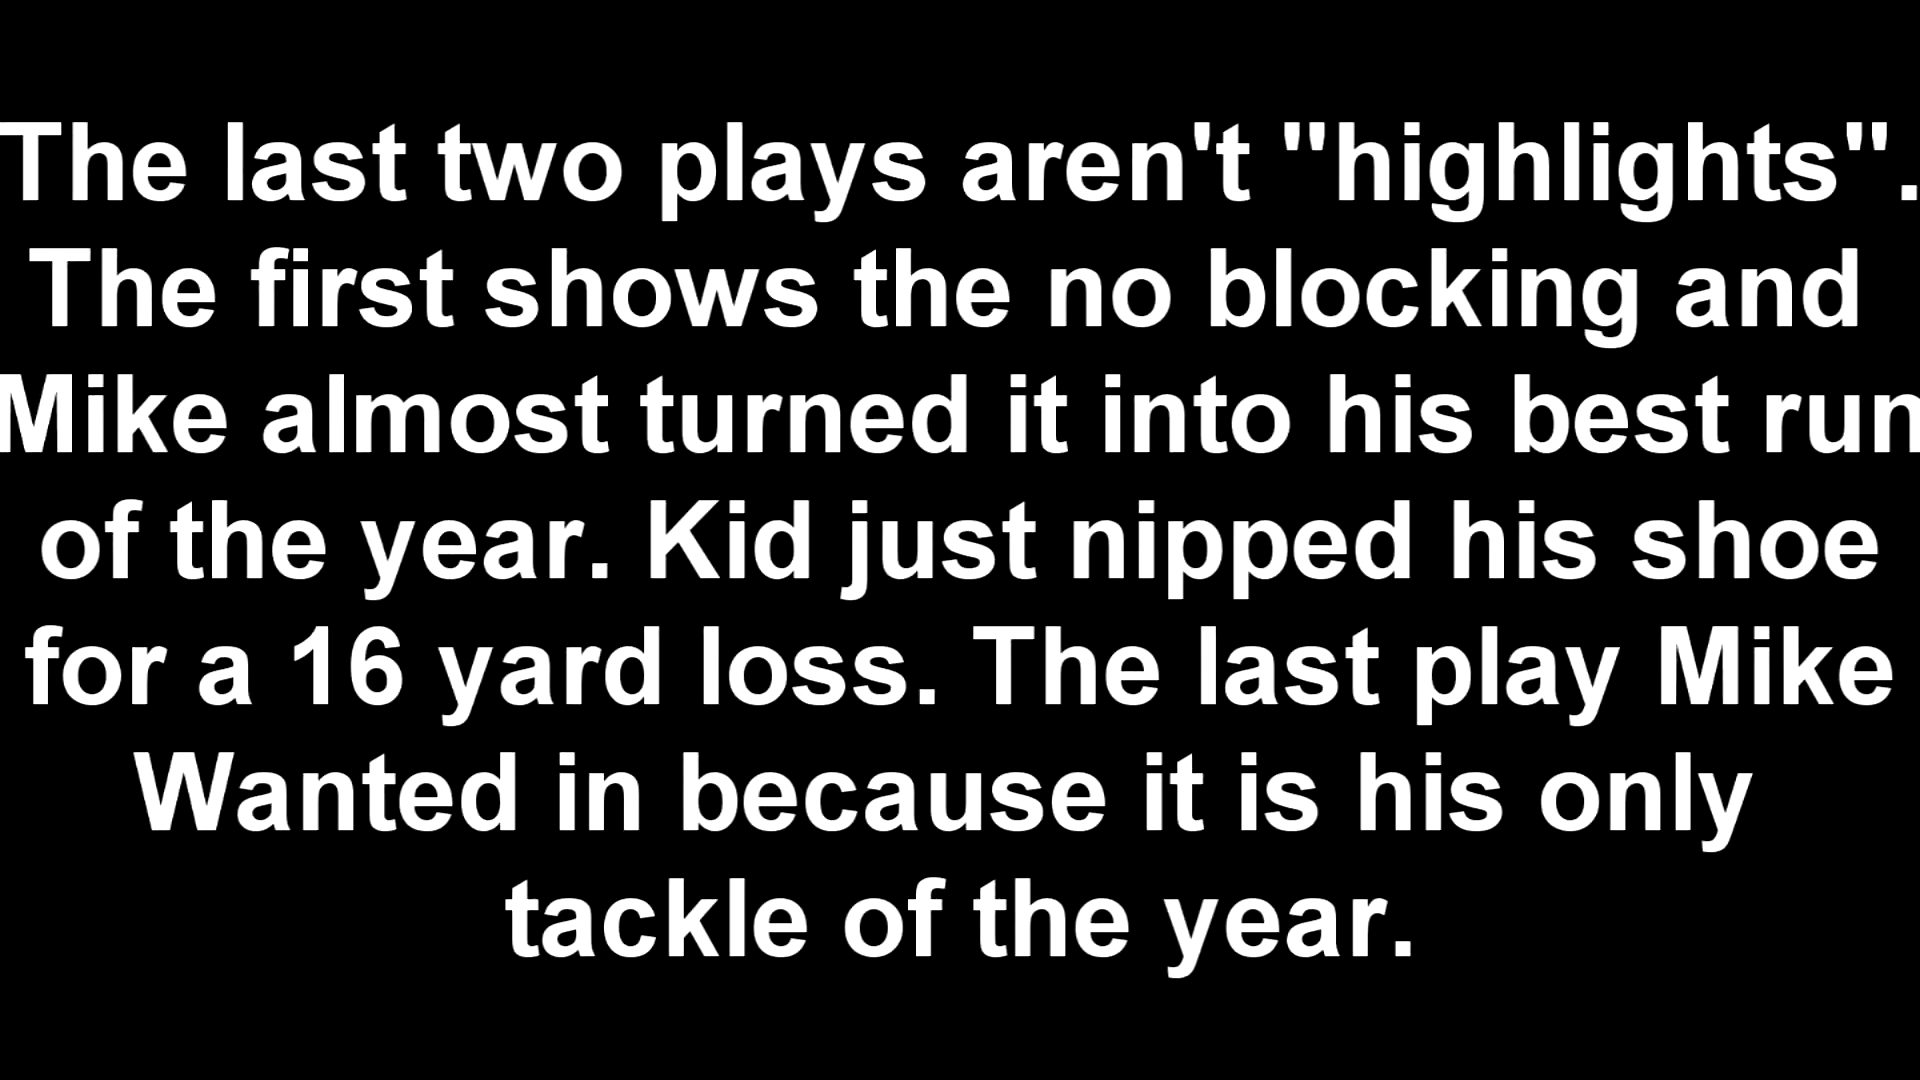 The last two plays aren't "highlights".
The first shows the no blocking and
Mike almost turned it into his best run
of the year. Kid just nipped his shoe
for a 16 yard loss. The last play Mike
Wanted in because it is his only
tackle of the year.